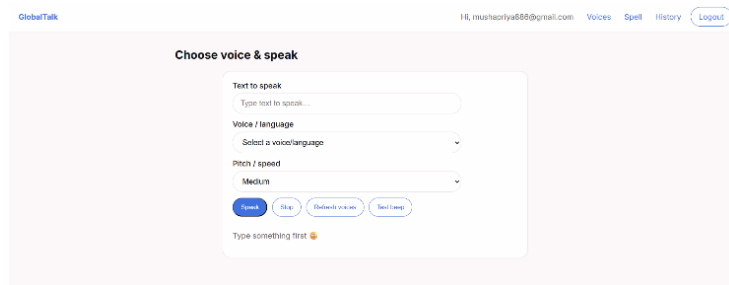 GlobalTalk
Hi, mushapriya886@gmail.com Voices Spell History Logout
Choose voice & speak
Text to speak
Type text to speak...
Voice / language
Select a voice/language
Pitch / speed
Medium
Speak Stop Refresh voices Test beep
Type something first 😄